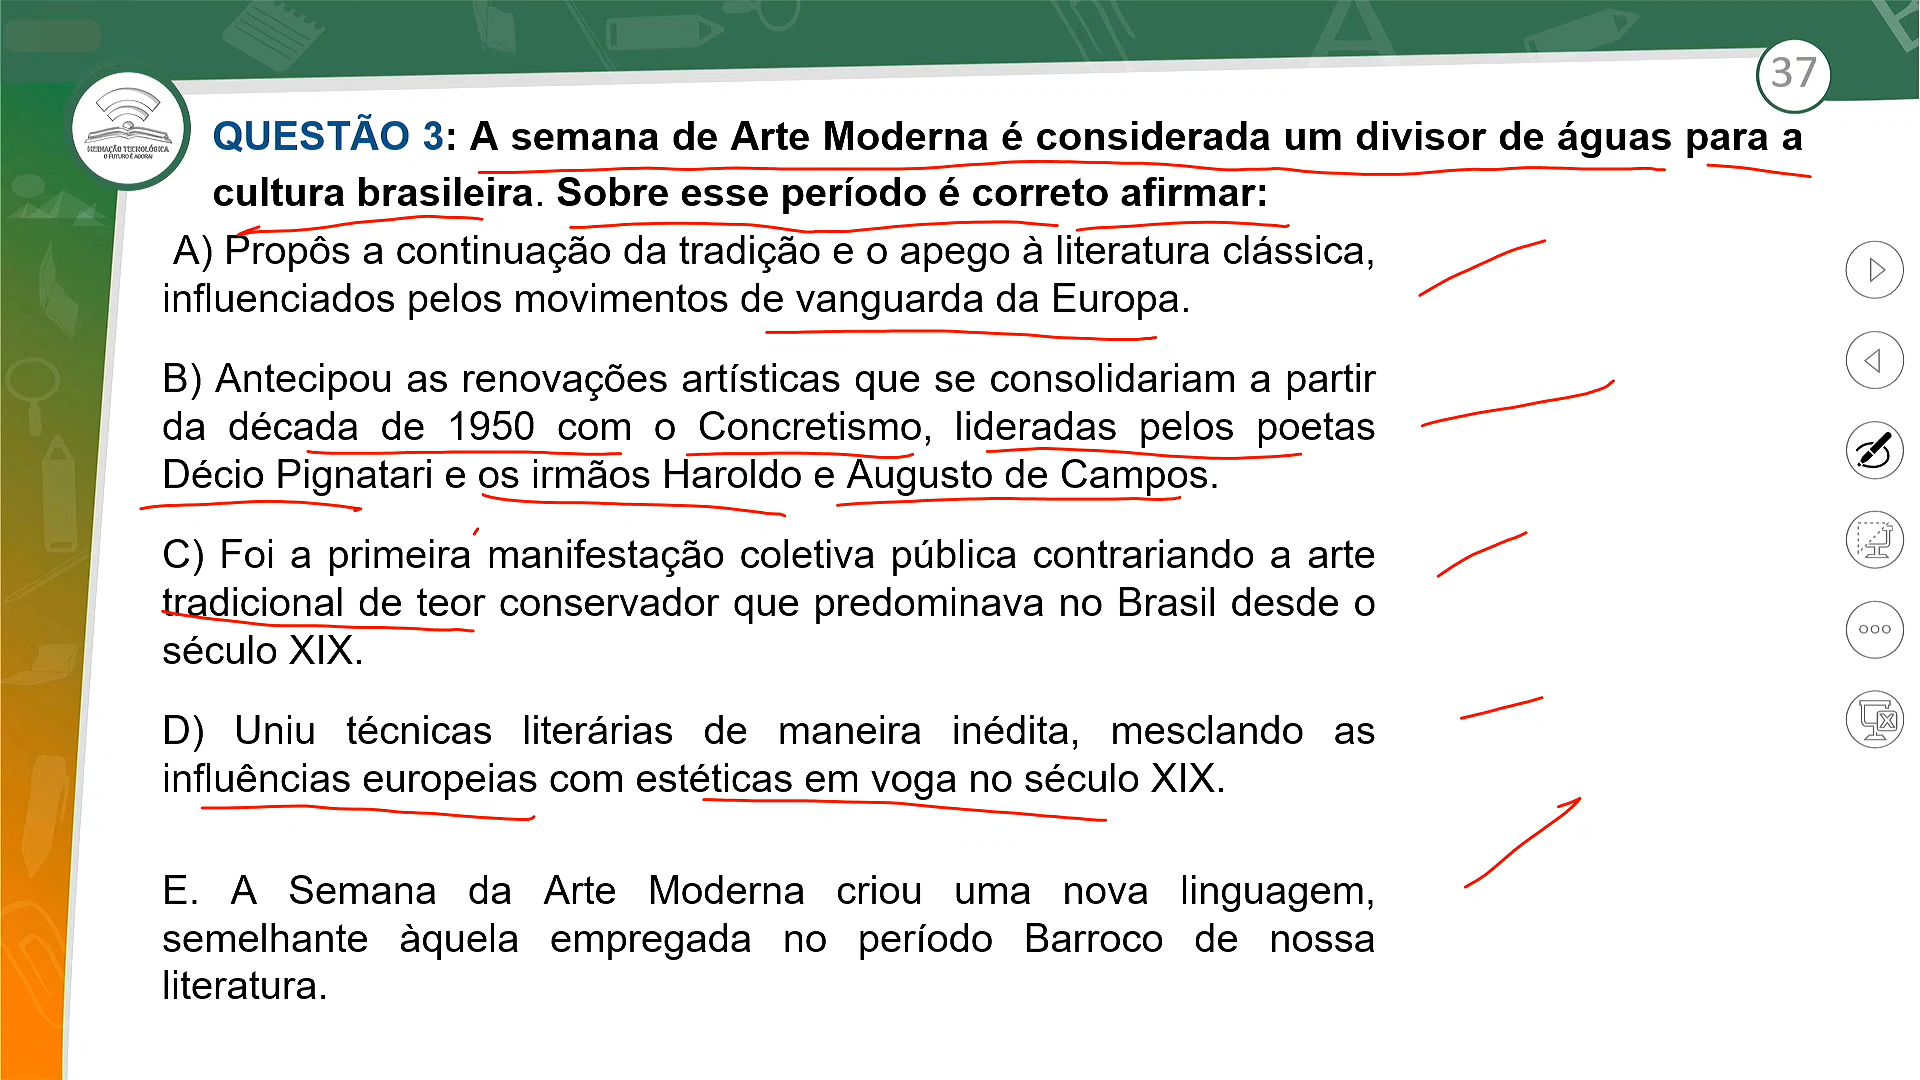 37
MEDIAÇÃO TECNOLÓGICA
O FUTURO É AGORA!
QUESTÃO 3: A semana de Arte Moderna é considerada um divisor de águas para a
cultura brasileira. Sobre esse período é correto afirmar:
A) Propôs a continuação da tradição e o apego à literatura clássica,
influenciados pelos movimentos de vanguarda da Europa.
B) Antecipou as renovações artísticas que se consolidariam a partir
da década de 1950 com o Concretismo, lideradas pelos poetas
Décio Pignatari e os irmãos Haroldo e Augusto de Campos.
C) Foi a primeira manifestação coletiva pública contrariando a arte
tradicional de teor conservador que predominava no Brasil desde o
século XIX.
D) Uniu técnicas literárias de maneira inédita, mesclando as
influências europeias com estéticas em voga no século XIX.
E. A Semana da Arte Moderna criou uma nova linguagem,
semelhante àquela empregada no período Barroco de nossa
literatura.